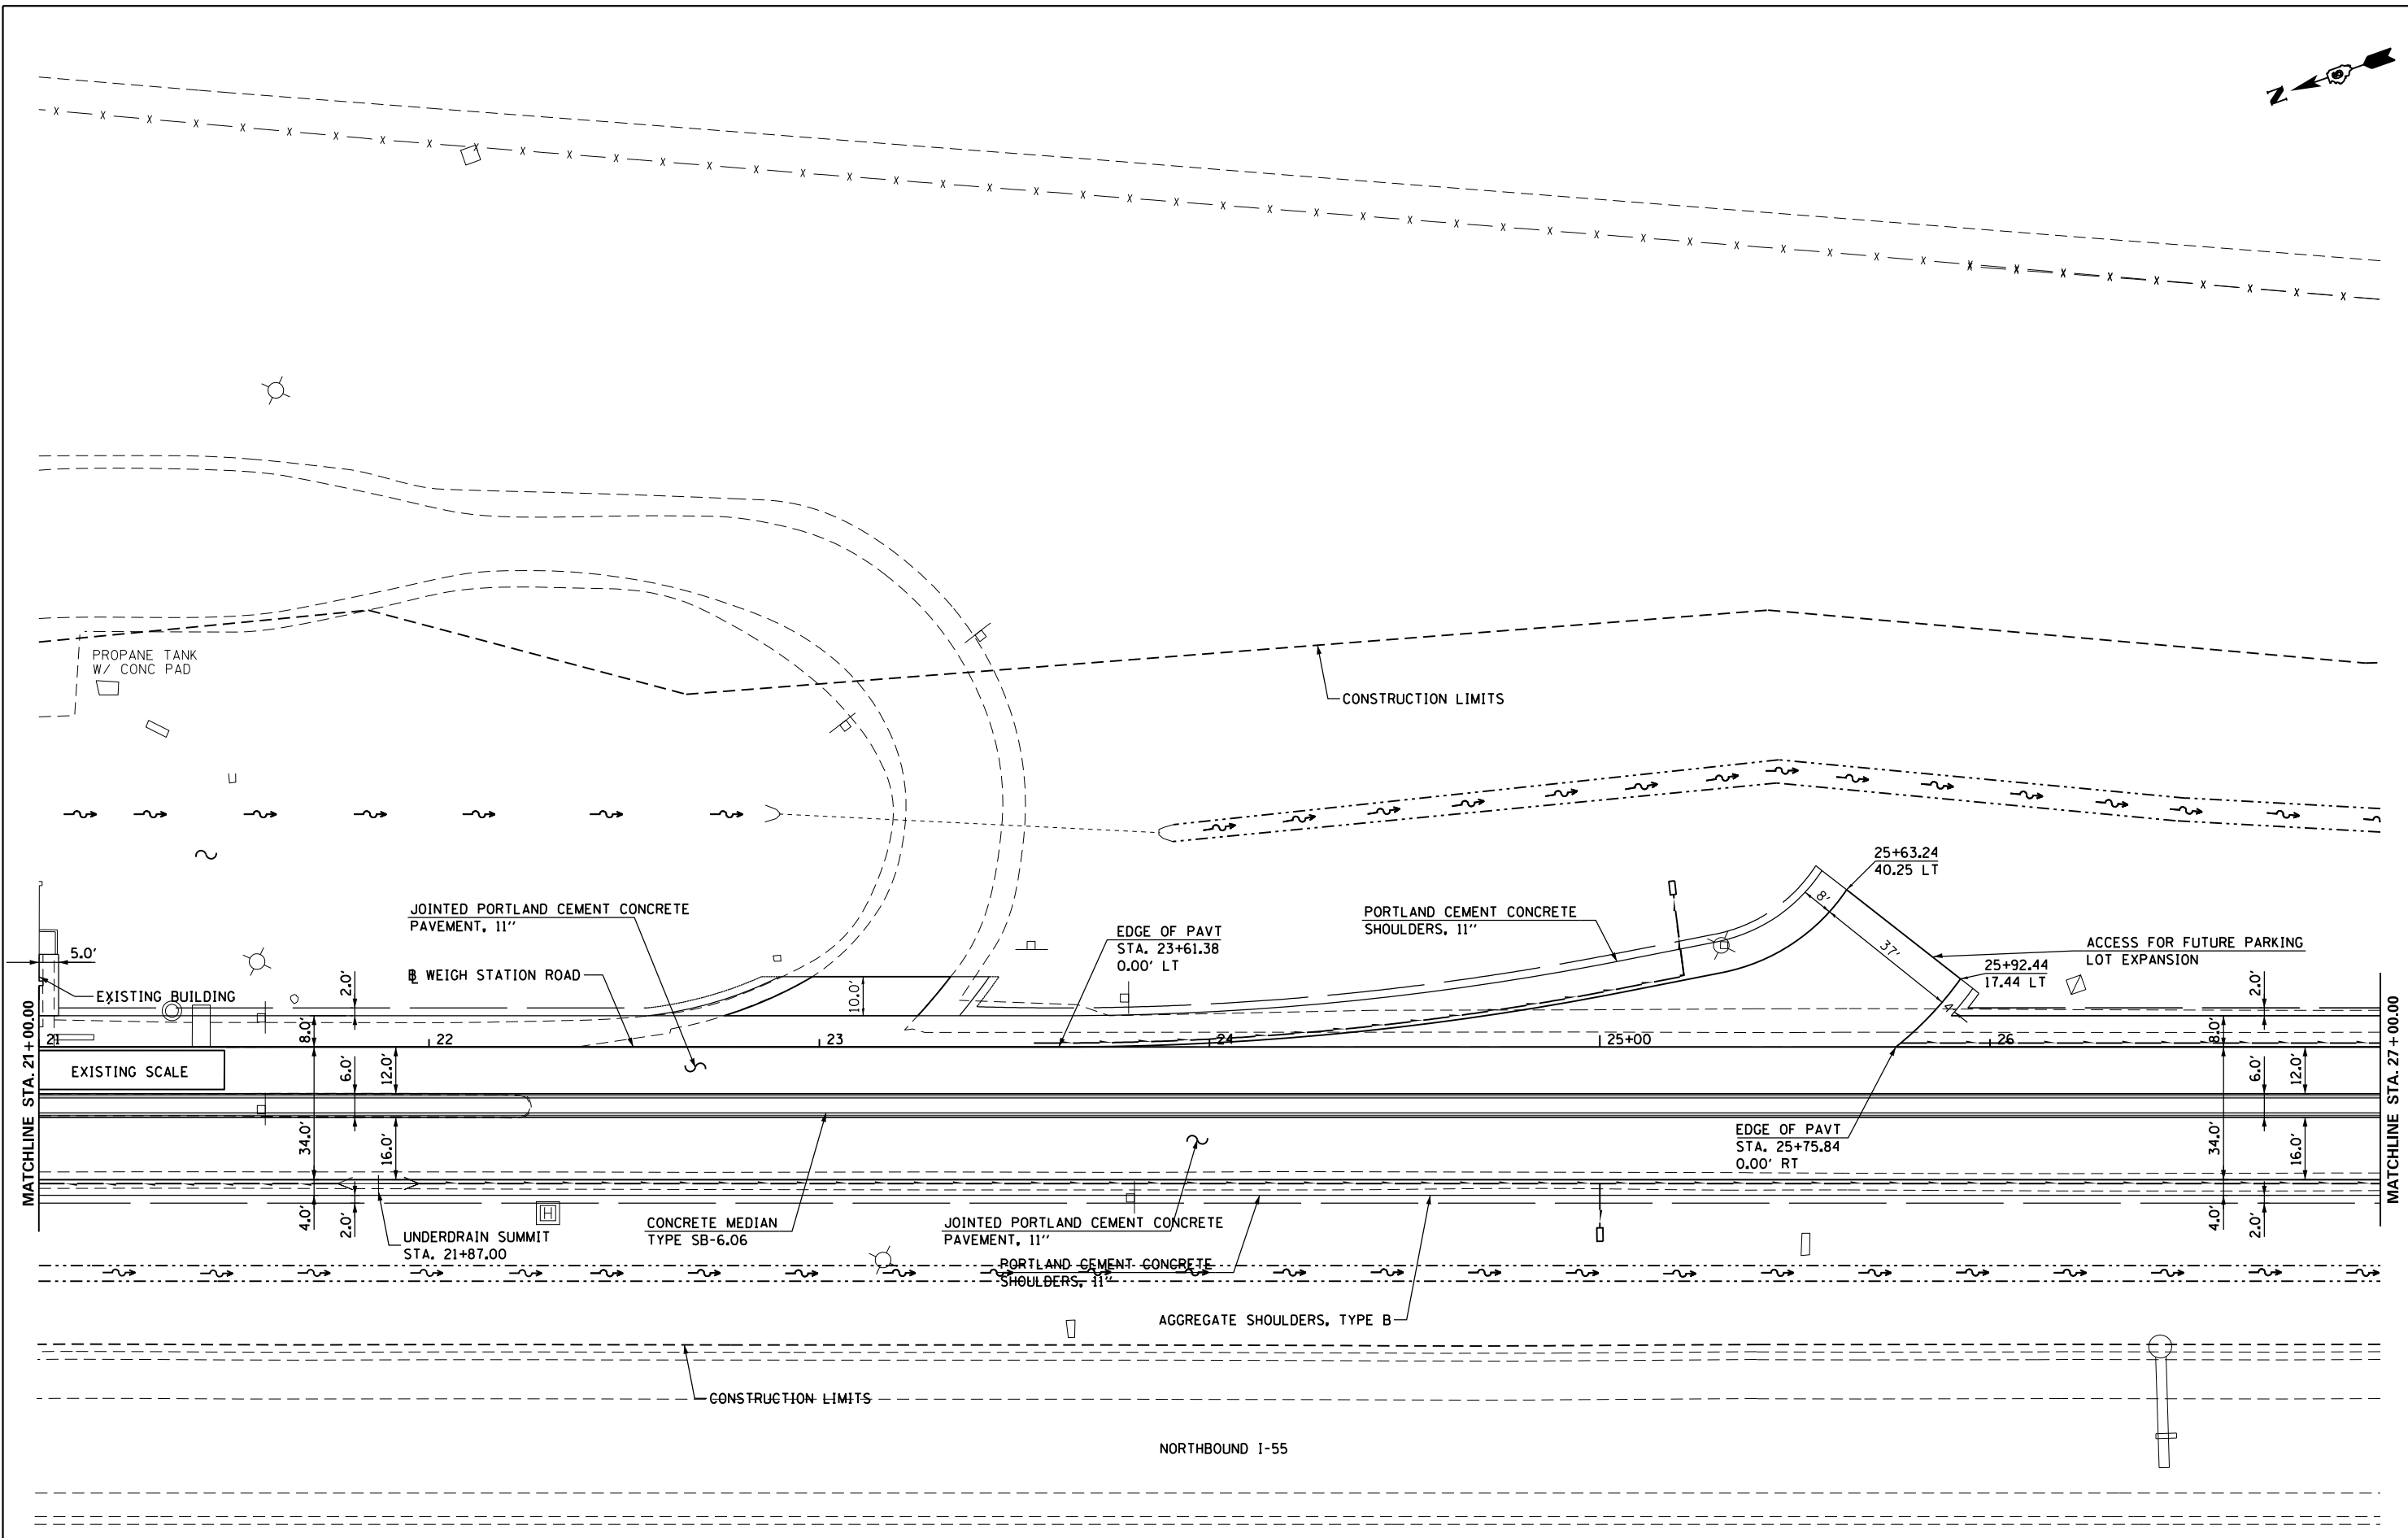 N
PROPANE TANK
W/ CONC PAD
CONSTRUCTION LIMITS
25+63.24
40.25 LT
JOINTED PORTLAND CEMENT CONCRETE
PAVEMENT, 11"
PORTLAND CEMENT CONCRETE
SHOULDERS, 11"
8'
EDGE OF PAVT
STA. 23+61.38
0.00' LT
37'
ACCESS FOR FUTURE PARKING
LOT EXPANSION
5.0'
℄ WEIGH STATION ROAD
25+92.44
17.44 LT
EXISTING BUILDING
2.0'
10.0'
4'
2.0'
8.0'
8.0'
21
22
23
24
25+00
26
EXISTING SCALE
6.0'
12.0'
6.0'
12.0'
MATCHLINE STA. 21+00.00
MATCHLINE STA. 27+00.00
34.0'
16.0'
EDGE OF PAVT
STA. 25+75.84
0.00' RT
34.0'
16.0'
4.0'
2.0'
H
4.0'
2.0'
UNDERDRAIN SUMMIT
STA. 21+87.00
CONCRETE MEDIAN
TYPE SB-6.06
JOINTED PORTLAND CEMENT CONCRETE
PAVEMENT, 11"
PORTLAND CEMENT CONCRETE
SHOULDERS, 11"
AGGREGATE SHOULDERS, TYPE B
CONSTRUCTION LIMITS
NORTHBOUND I-55